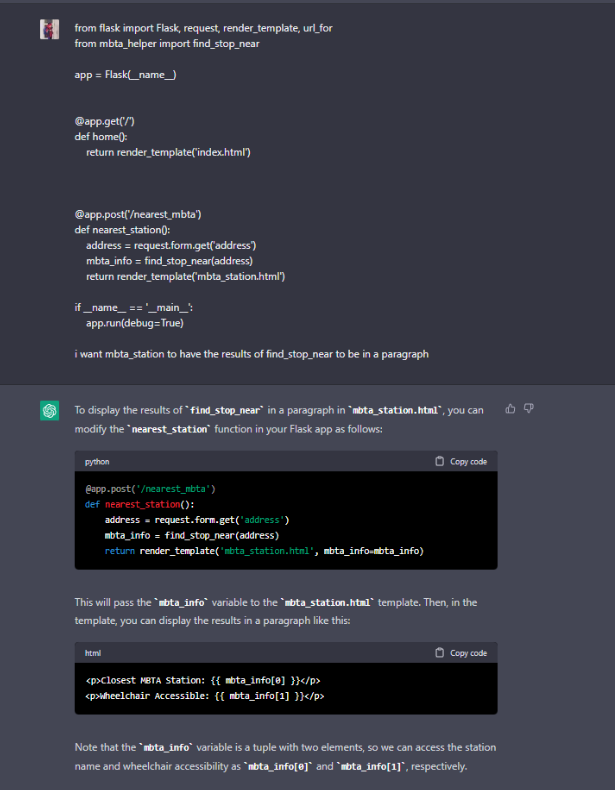 from flask import Flask, request, render_template, url_for
from mbta_helper import find_stop_near
app = Flask(__name__)
@app.get('/')
def home():
    return render_template('index.html')
@app.post('/nearest_mbta')
def nearest_station():
    address = request.form.get('address')
    mbta_info = find_stop_near(address)
    return render_template('mbta_station.html')
if __name__ == '__main__':
    app.run(debug=True)
i want mbta_station to have the results of find_stop_near to be in a paragraph
To display the results of `find_stop_near` in a paragraph in `mbta_station.html`, you can
modify the `nearest_station` function in your Flask app as follows:
python Copy code
@app.post('/nearest_mbta')
def nearest_station():
    address = request.form.get('address')
    mbta_info = find_stop_near(address)
    return render_template('mbta_station.html', mbta_info=mbta_info)
This will pass the `mbta_info` variable to the `mbta_station.html` template. Then, in the
template, you can display the results in a paragraph like this:
html Copy code
<p>Closest MBTA Station: {{ mbta_info[0] }}</p>
<p>Wheelchair Accessible: {{ mbta_info[1] }}</p>
Note that the `mbta_info` variable is a tuple with two elements, so we can access the station
name and wheelchair accessibility as `mbta_info[0]` and `mbta_info[1]`, respectively.